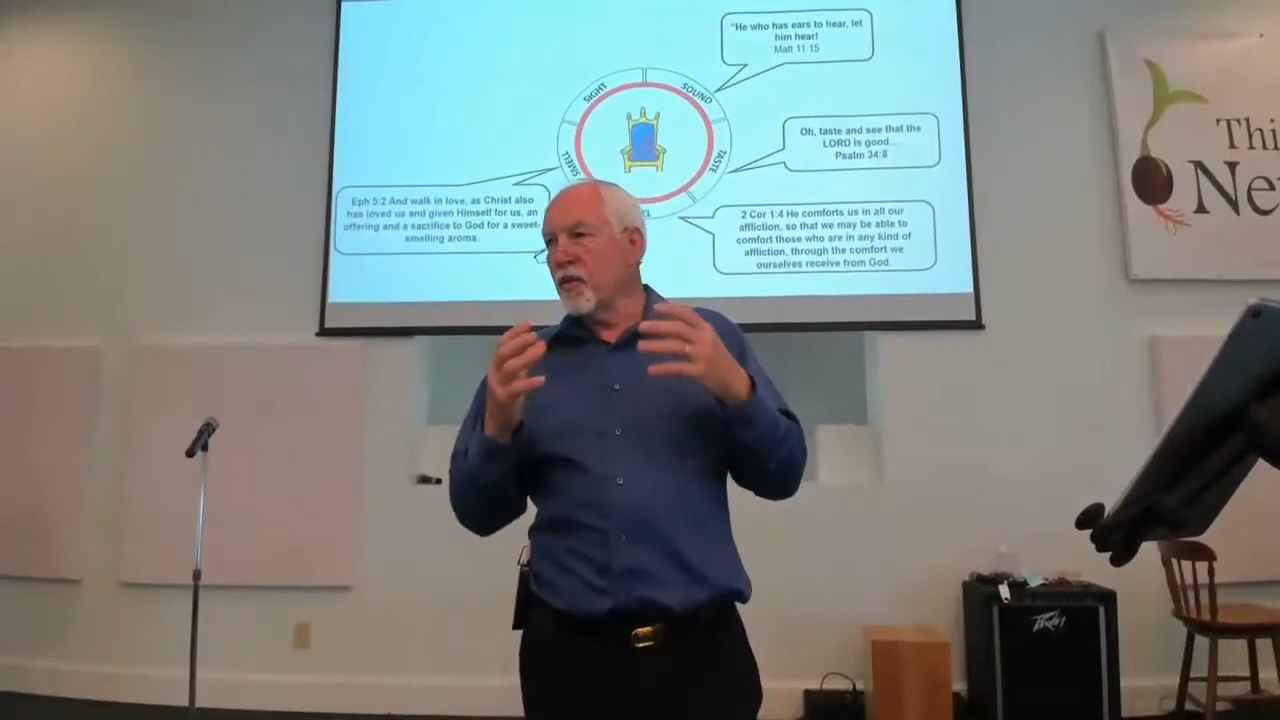 "He who has ears to hear, let
him hear!
Matt 11:15
SIGHT
SOUND
Oh, taste and see that the
LORD is good...
Psalm 34:8
SMELL
TASTE
Eph 5:2 And walk in love, as Christ also
has loved us and given Himself for us, an
offering and a sacrifice to God for a sweet-
smelling aroma.
EL
2 Cor 1:4 He comforts us in all our
affliction, so that we may be able to
comfort those who are in any kind of
affliction, through the comfort we
ourselves receive from God.
Thi
Ne
PEAVEY